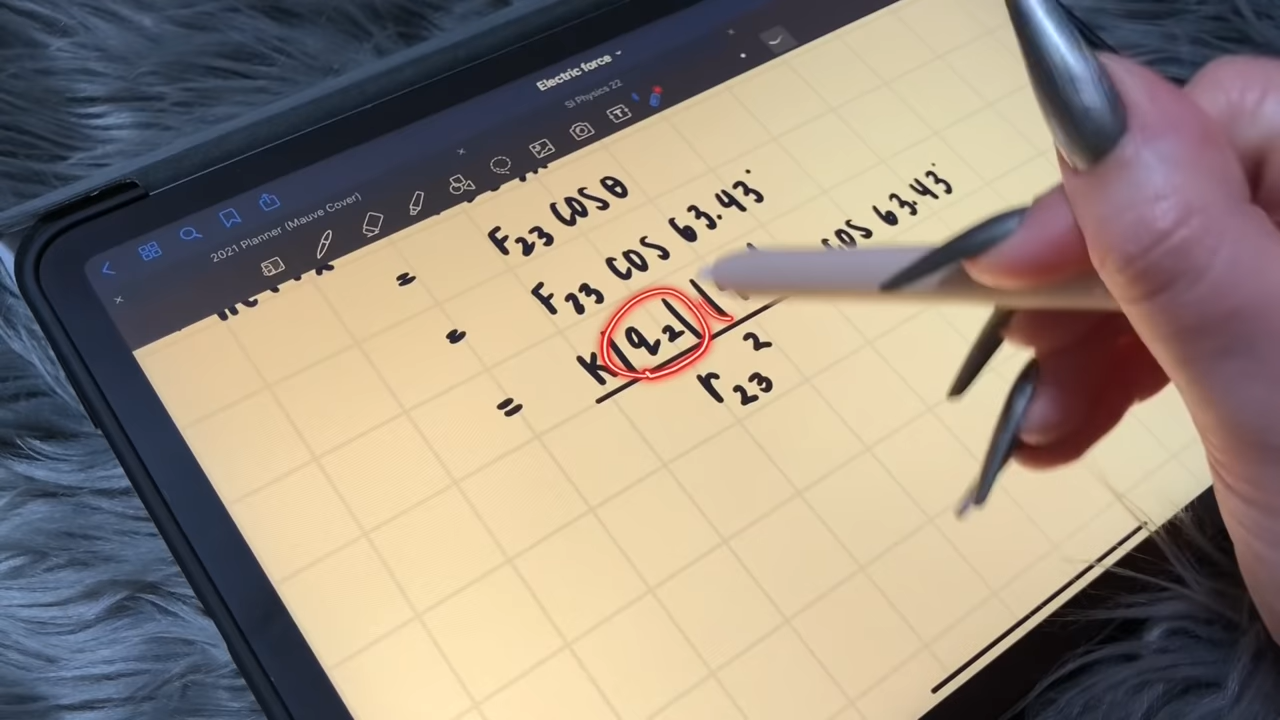 Electric force
SI Physics 22
2021 Planner (Mauve Cover)
= F23 cosθ
= F23 cos 63.43°
= K|q2|| cos 63.43°
r23²